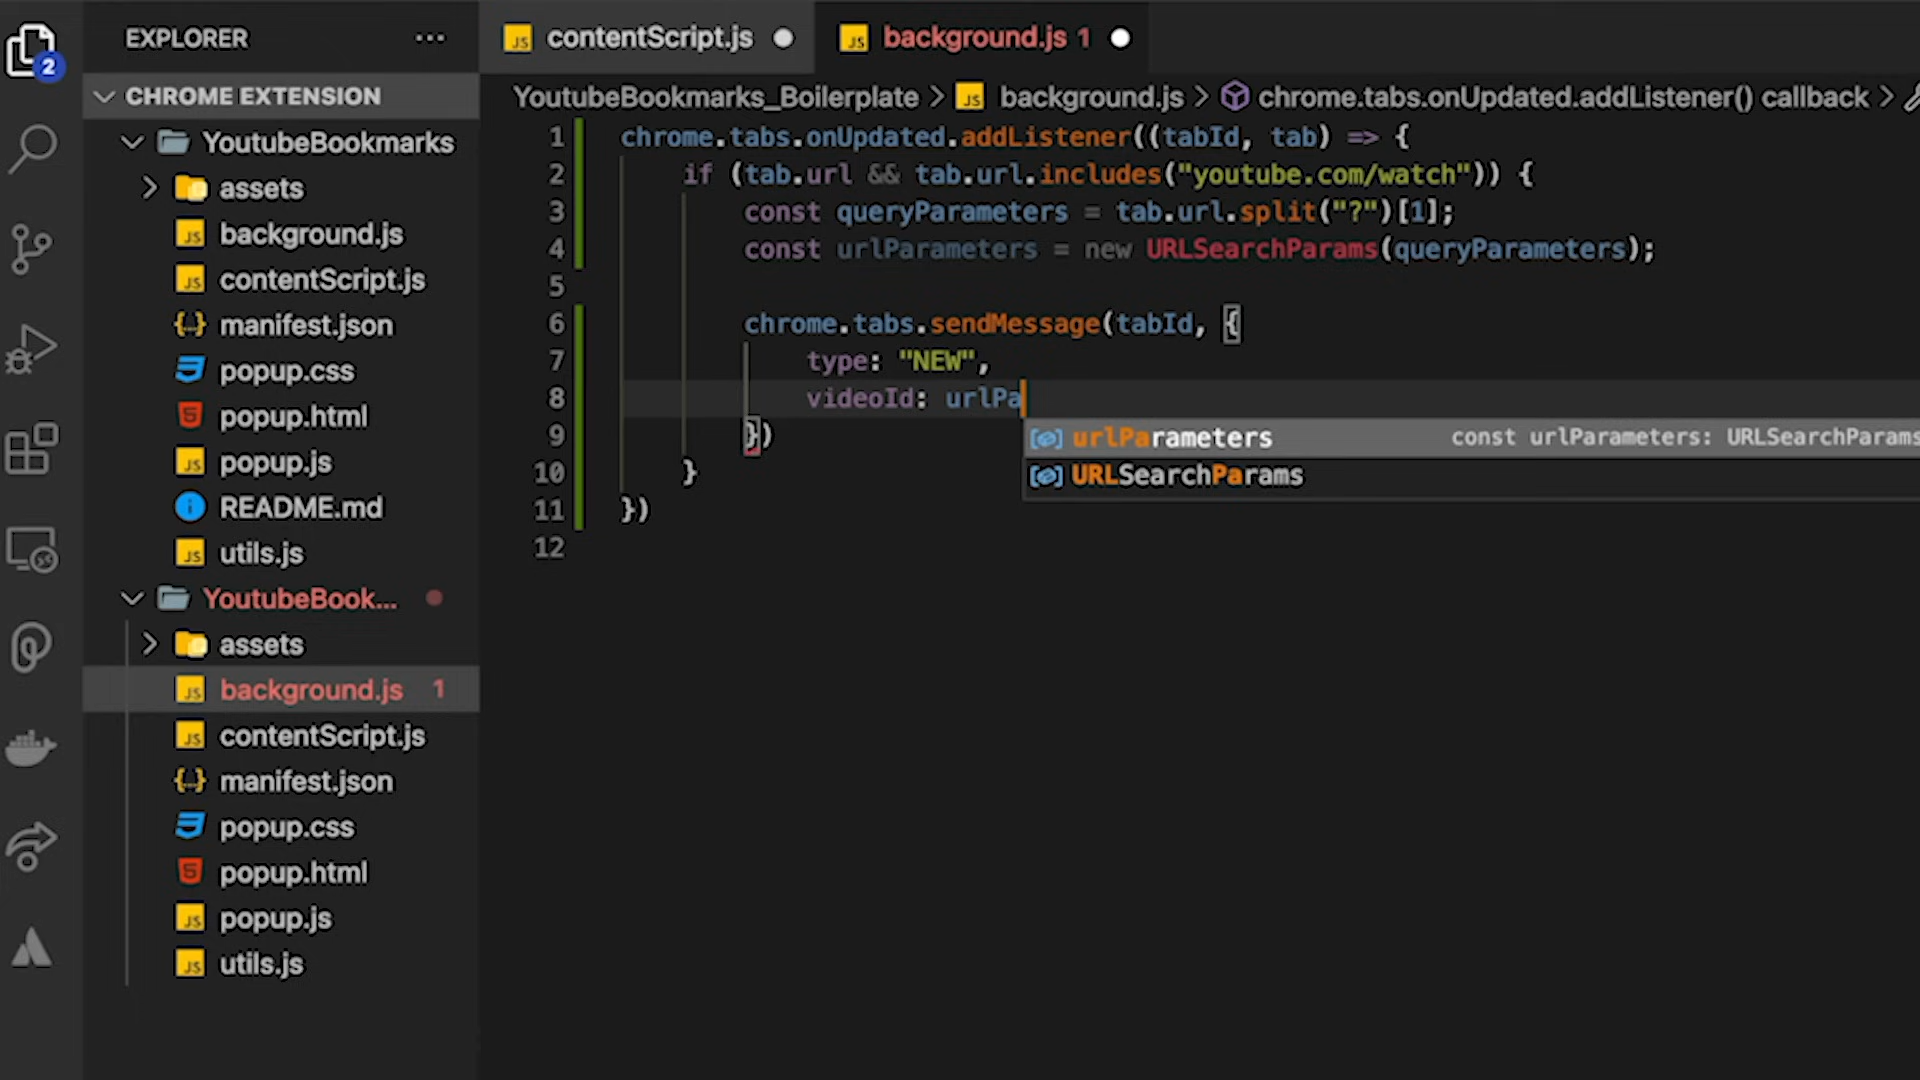 2
EXPLORER
CHROME EXTENSION
YoutubeBookmarks
assets
background.js
contentScript.js
manifest.json
popup.css
popup.html
popup.js
README.md
utils.js
YoutubeBook...
assets
background.js 1
contentScript.js
manifest.json
popup.css
popup.html
popup.js
utils.js
contentScript.js
background.js 1
YoutubeBookmarks_Boilerplate > background.js > chrome.tabs.onUpdated.addListener() callback >
1 chrome.tabs.onUpdated.addListener((tabId, tab) => {
2 if (tab.url && tab.url.includes("youtube.com/watch")) {
3 const queryParameters = tab.url.split("?")[1];
4 const urlParameters = new URLSearchParams(queryParameters);
5
6 chrome.tabs.sendMessage(tabId, {
7 type: "NEW",
8 videoId: urlPa
9 })
10 }
11 })
12
urlParameters const urlParameters: URLSearchParams
URLSearchParams